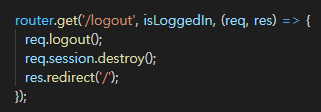 router.get('/logout', isLoggedIn, (req, res) => {
  req.logout();
  req.session.destroy();
  res.redirect('/');
});